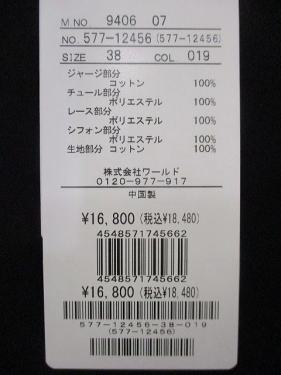 M NO. 9406 07
NO. 577-12456 (577-12456)
SIZE 38 COL. 019
ジャージ部分
コットン 100%
チュール部分
ポリエステル 100%
レース部分
ポリエステル 100%
シフォン部分
ポリエステル 100%
生地部分 コットン 100%
株式会社ワールド
0120-977-917
中国製
¥16,800(税込¥18,480)
4548571745662
¥16,800(税込¥18,480)
577-12456-38-019
(577-12456)